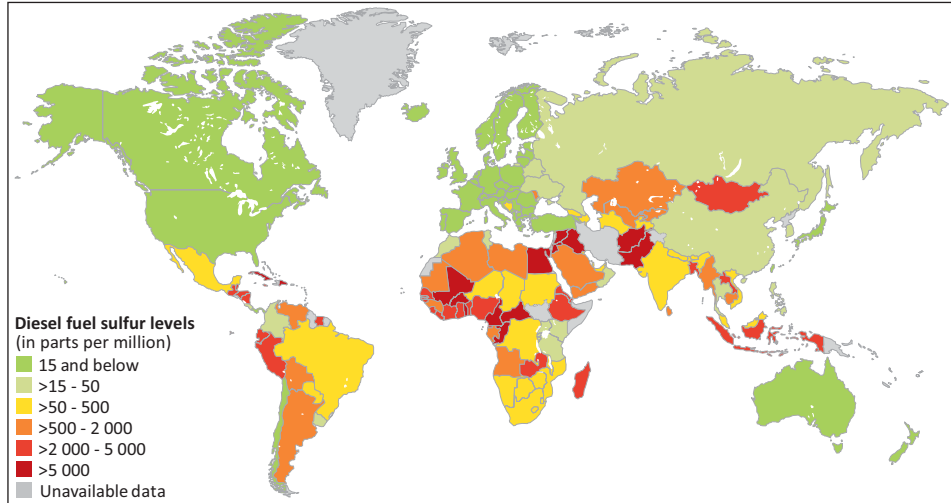 Diesel fuel sulfur levels
(in parts per million)
15 and below
>15 - 50
>50 - 500
>500 - 2 000
>2 000 - 5 000
>5 000
Unavailable data